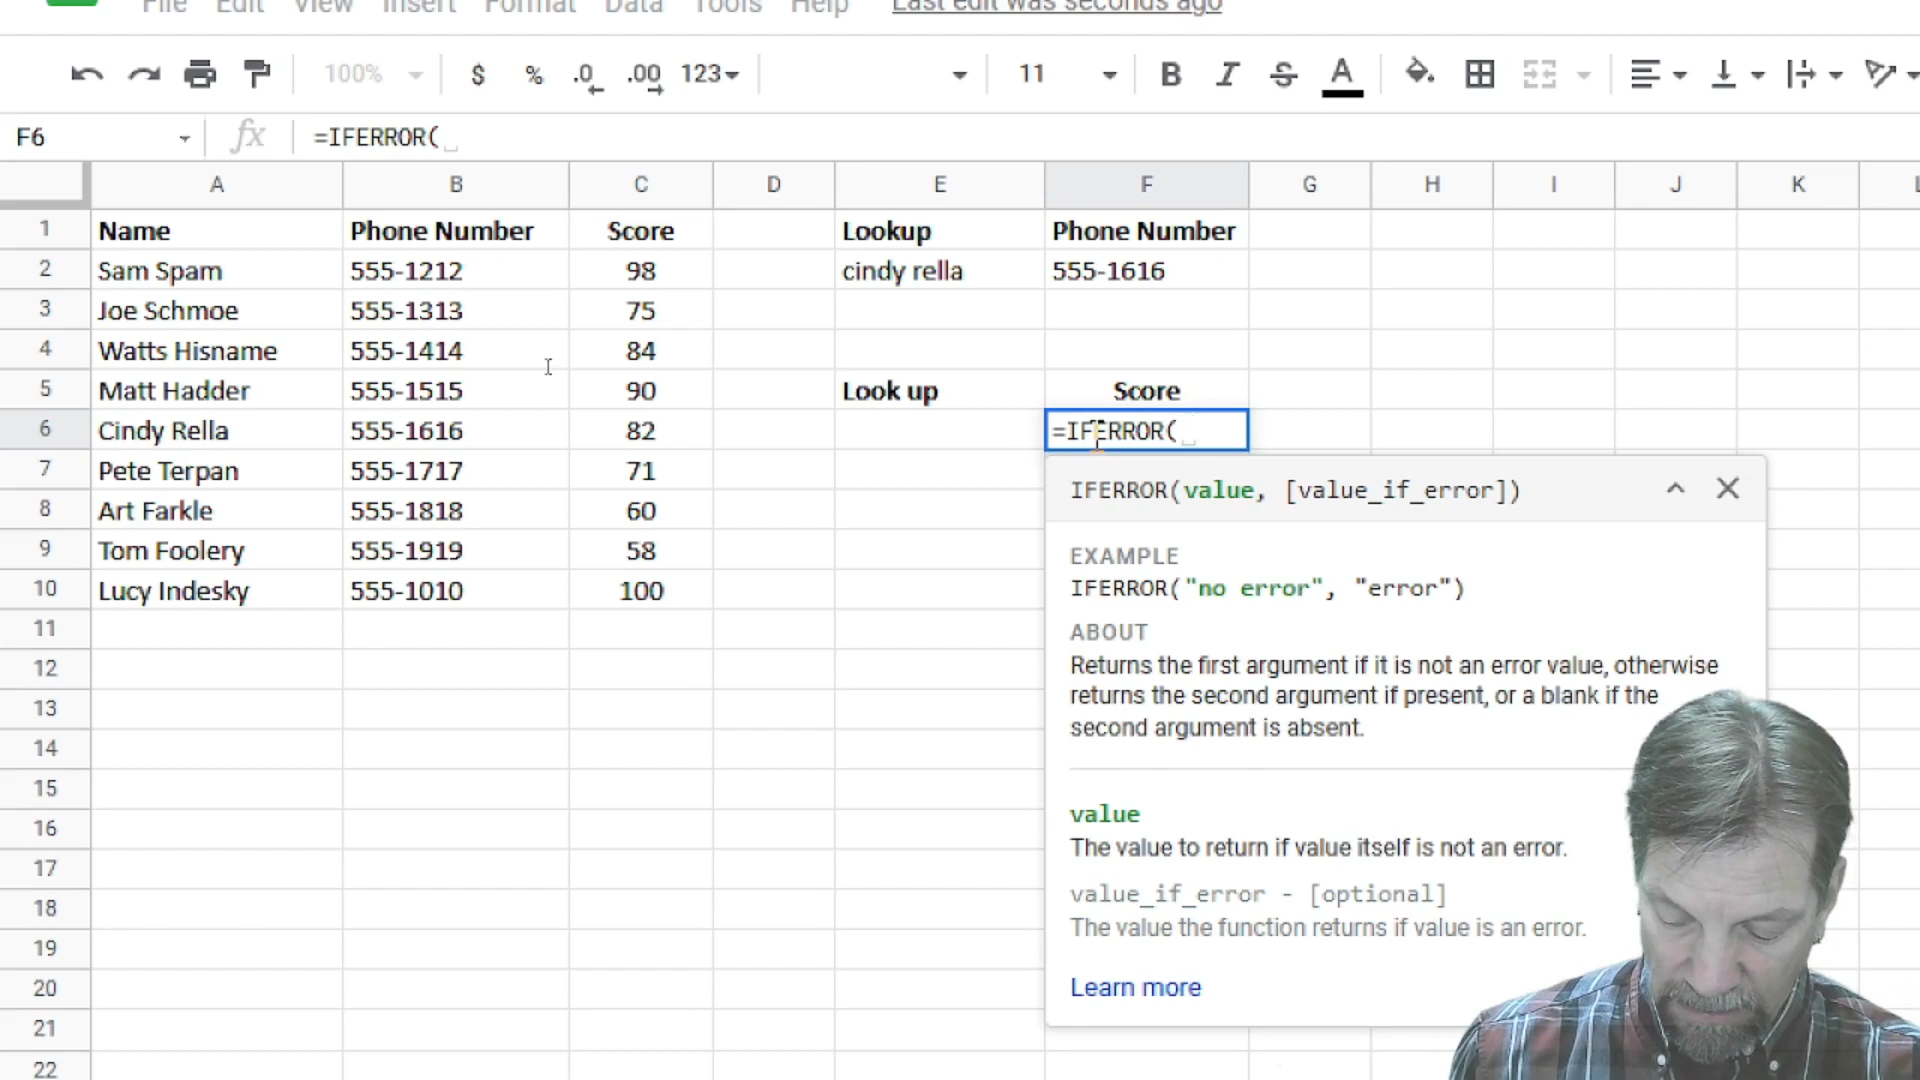 File Edit View Insert Format Data Tools Help Last edit was seconds ago
100% $ % .0 .00 123 11 B I S A
F6 fx =IFERROR(
A B C D E F G H I J K L
1 Name Phone Number Score Lookup Phone Number
2 Sam Spam 555-1212 98 cindy rella 555-1616
3 Joe Schmoe 555-1313 75
4 Watts Hisname 555-1414 84
5 Matt Hadder 555-1515 90 Look up Score
6 Cindy Rella 555-1616 82 =IFERROR(
7 Pete Terpan 555-1717 71
8 Art Farkle 555-1818 60
9 Tom Foolery 555-1919 58
10 Lucy Indesky 555-1010 100
11
12
13
14
15
16
17
18
19
20
21
22
IFERROR(value, [value_if_error])
EXAMPLE
IFERROR("no error", "error")
ABOUT
Returns the first argument if it is not an error value, otherwise
returns the second argument if present, or a blank if the
second argument is absent.
value
The value to return if value itself is not an error.
value_if_error - [optional]
The value the function returns if value is an error.
Learn more